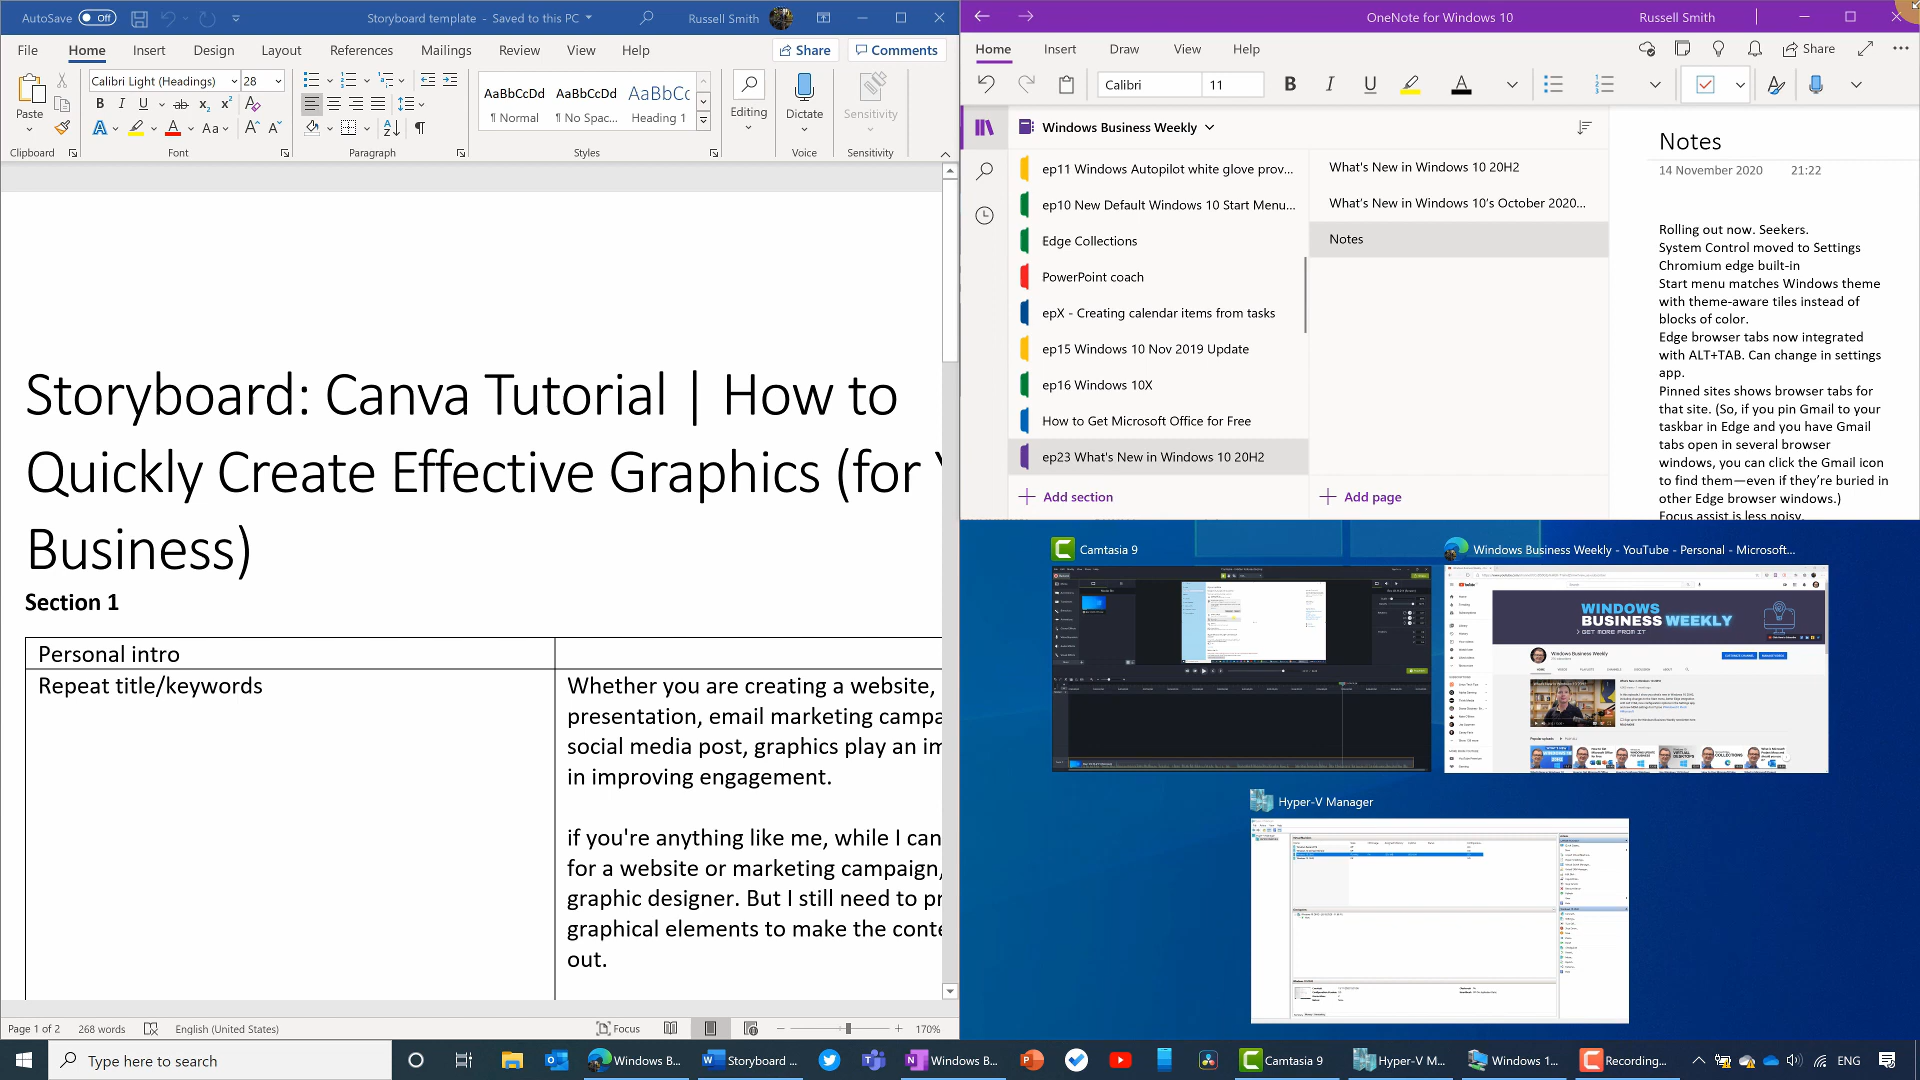 AutoSave Off
Storyboard template - Saved to this PC
Russell Smith
File Home Insert Design Layout References Mailings Review View Help
Share Comments
Calibri Light (Headings) 28
Paste
AaBbCcDd AaBbCcDd AaBbCc
¶ Normal ¶ No Spac... Heading 1
Editing Dictate Sensitivity
Clipboard Font Paragraph Styles Voice Sensitivity
Storyboard: Canva Tutorial | How to
Quickly Create Effective Graphics (for
Business)
Section 1
Personal intro
Repeat title/keywords
Whether you are creating a website,
presentation, email marketing campa
social media post, graphics play an im
in improving engagement.
if you're anything like me, while I can
for a website or marketing campaign,
graphic designer. But I still need to pr
graphical elements to make the conte
out.
Page 1 of 2 268 words English (United States) Focus 170%
OneNote for Windows 10
Russell Smith
Home Insert Draw View Help
Share
Calibri 11
Windows Business Weekly
ep11 Windows Autopilot white glove prov...
ep10 New Default Windows 10 Start Menu...
Edge Collections
PowerPoint coach
epX - Creating calendar items from tasks
ep15 Windows 10 Nov 2019 Update
ep16 Windows 10X
How to Get Microsoft Office for Free
ep23 What's New in Windows 10 20H2
Add section
What's New in Windows 10 20H2
What's New in Windows 10's October 2020...
Notes
Add page
Notes
14 November 2020 21:22
Rolling out now. Seekers.
System Control moved to Settings
Chromium edge built-in
Start menu matches Windows theme
with theme-aware tiles instead of
blocks of color.
Edge browser tabs now integrated
with ALT+TAB. Can change in settings
app.
Pinned sites shows browser tabs for
that site. (So, if you pin Gmail to your
taskbar in Edge and you have Gmail
tabs open in several browser
windows, you can click the Gmail icon
to find them—even if they're buried in
other Edge browser windows.)
Focus assist is less noisy.
Camtasia 9
Windows Business Weekly - YouTube - Personal - Microsoft...
WINDOWS
BUSINESS WEEKLY
GET MORE FROM IT
Windows Business Weekly
Hyper-V Manager
Type here to search
Windows B...
Storyboard ...
Windows B...
Camtasia 9
Hyper-V M...
Windows 1...
Recording...
ENG